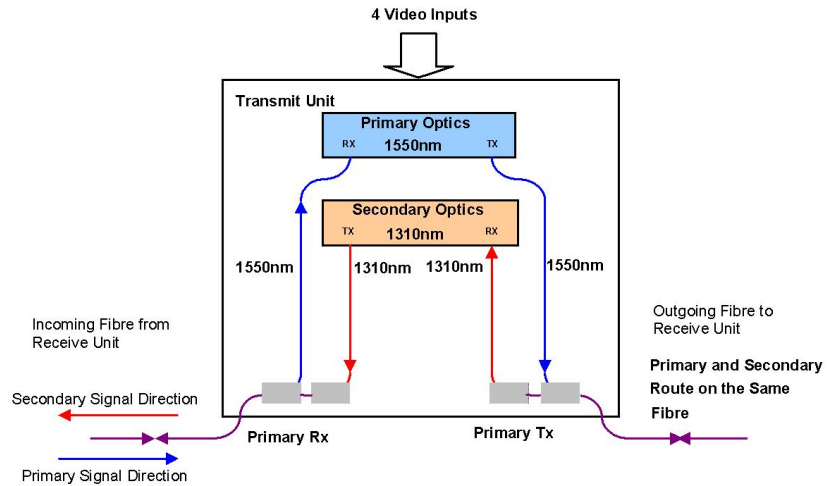 4 Video Inputs
Transmit Unit
Primary Optics
RX 1550nm TX
Secondary Optics
TX 1310nm RX
1550nm
1310nm
1310nm
1550nm
Incoming Fibre from
Receive Unit
Outgoing Fibre to
Receive Unit
Primary and Secondary
Route on the Same
Fibre
Secondary Signal Direction
Primary Rx
Primary Tx
Primary Signal Direction